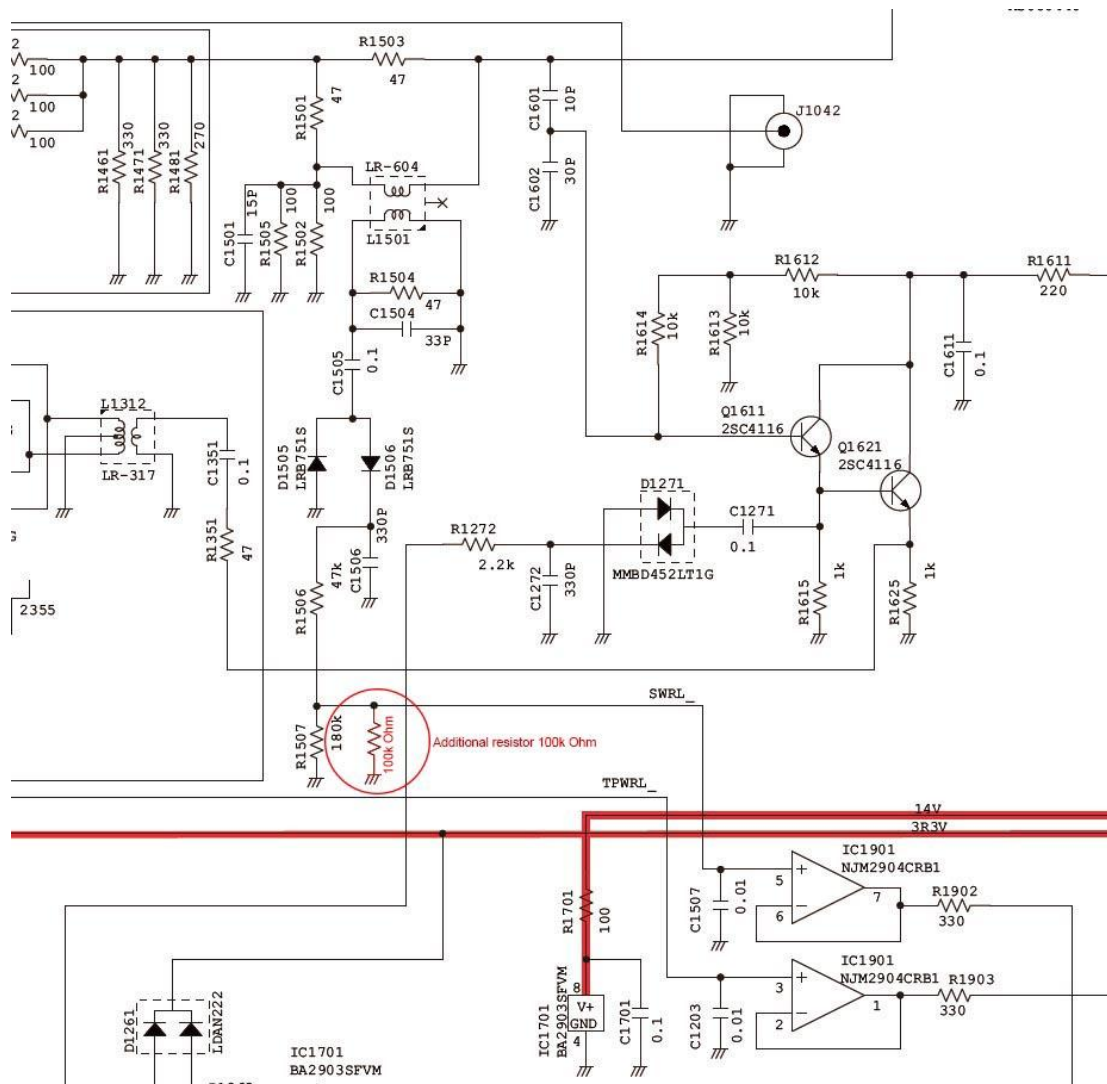 R1503
47
2
100
2
100
2
100
R1461
330
R1471
330
R1481
270
R1501
47
C1601
10P
C1602
30P
J1042
LR-604
L1501
C1501
15P
R1505
100
R1502
100
R1504
47
C1504
33P
C1505
0.1
R1612
10k
R1611
220
R1614
10k
R1613
10k
C1611
0.1
Q1611
2SC4116
Q1621
2SC4116
L1312
LR-317
C1351
0.1
R1351
47
D1505
LRB751S
D1506
LRB751S
330P
C1506
R1506
47k
R1272
2.2k
C1272
330P
D1271
MMBD452LT1G
C1271
0.1
R1615
1k
R1625
1k
2355
SWRL_
R1507
180k
100k Ohm
Additional resistor 100k Ohm
TPWRL_
14V
3R3V
IC1901
NJM2904CRB1
5
+
6
-
7
C1507
0.01
R1902
330
R1701
100
IC1901
NJM2904CRB1
3
+
2
-
1
R1903
330
C1203
0.01
IC1701
BA2903SFVM
8
V+
GND
4
C1701
0.1
D1261
LDAN222
IC1701
BA2903SFVM